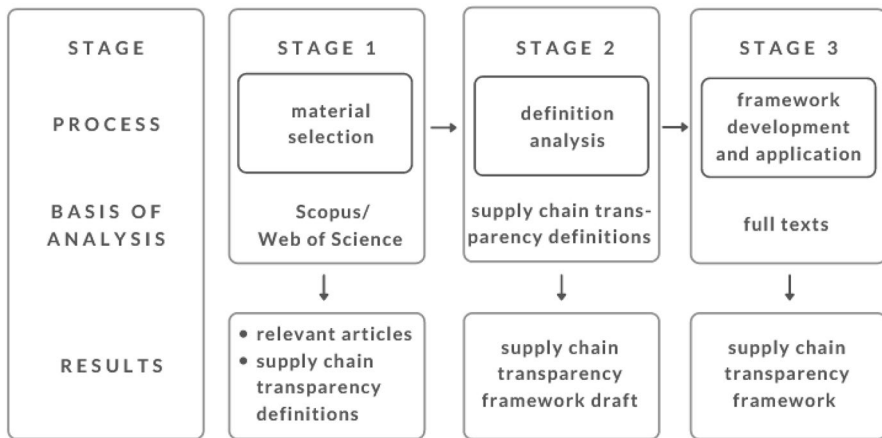 STAGE
STAGE 1
STAGE 2
STAGE 3
PROCESS
material
selection
definition
analysis
framework
development
and application
BASIS OF
ANALYSIS
Scopus/
Web of Science
supply chain trans-
parency definitions
full texts
RESULTS
• relevant articles
• supply chain
transparency
definitions
supply chain
transparency
framework draft
supply chain
transparency
framework